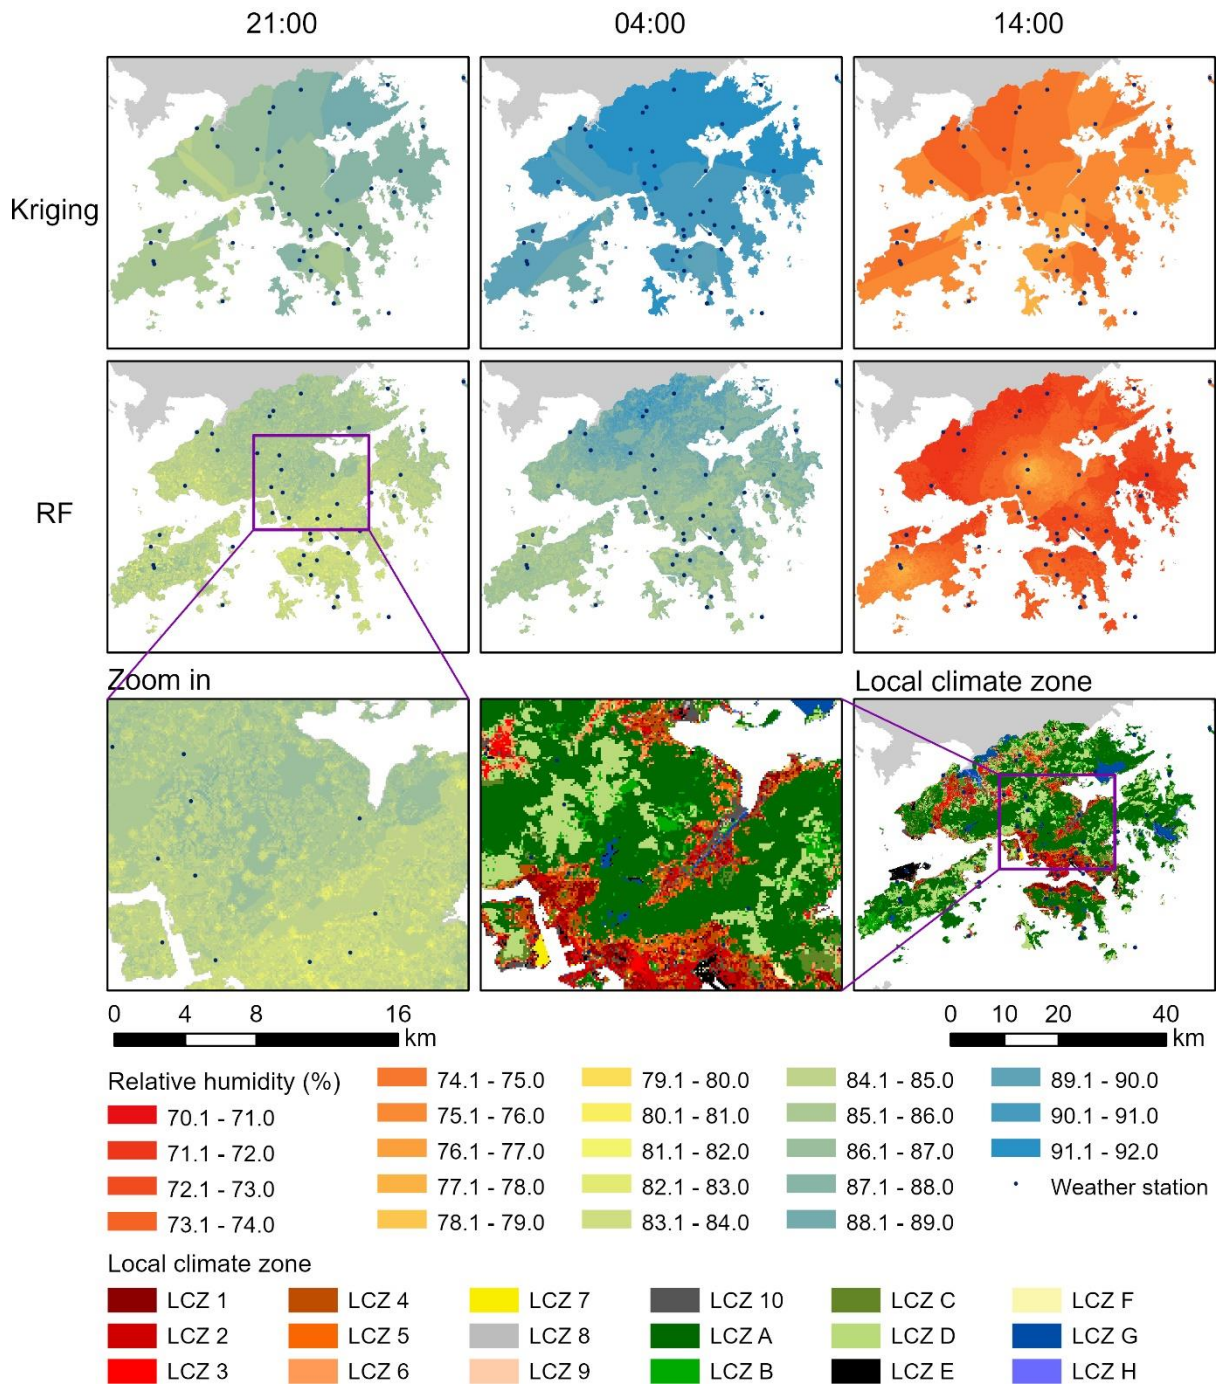 21:00 04:00 14:00
Kriging
RF
Zoom in Local climate zone
0 4 8 16 km 0 10 20 40 km
Relative humidity (%) 74.1 - 75.0 79.1 - 80.0 84.1 - 85.0 89.1 - 90.0
70.1 - 71.0 75.1 - 76.0 80.1 - 81.0 85.1 - 86.0 90.1 - 91.0
71.1 - 72.0 76.1 - 77.0 81.1 - 82.0 86.1 - 87.0 91.1 - 92.0
72.1 - 73.0 77.1 - 78.0 82.1 - 83.0 87.1 - 88.0 Weather station
73.1 - 74.0 78.1 - 79.0 83.1 - 84.0 88.1 - 89.0
Local climate zone
LCZ 1 LCZ 4 LCZ 7 LCZ 10 LCZ C LCZ F
LCZ 2 LCZ 5 LCZ 8 LCZ A LCZ D LCZ G
LCZ 3 LCZ 6 LCZ 9 LCZ B LCZ E LCZ H